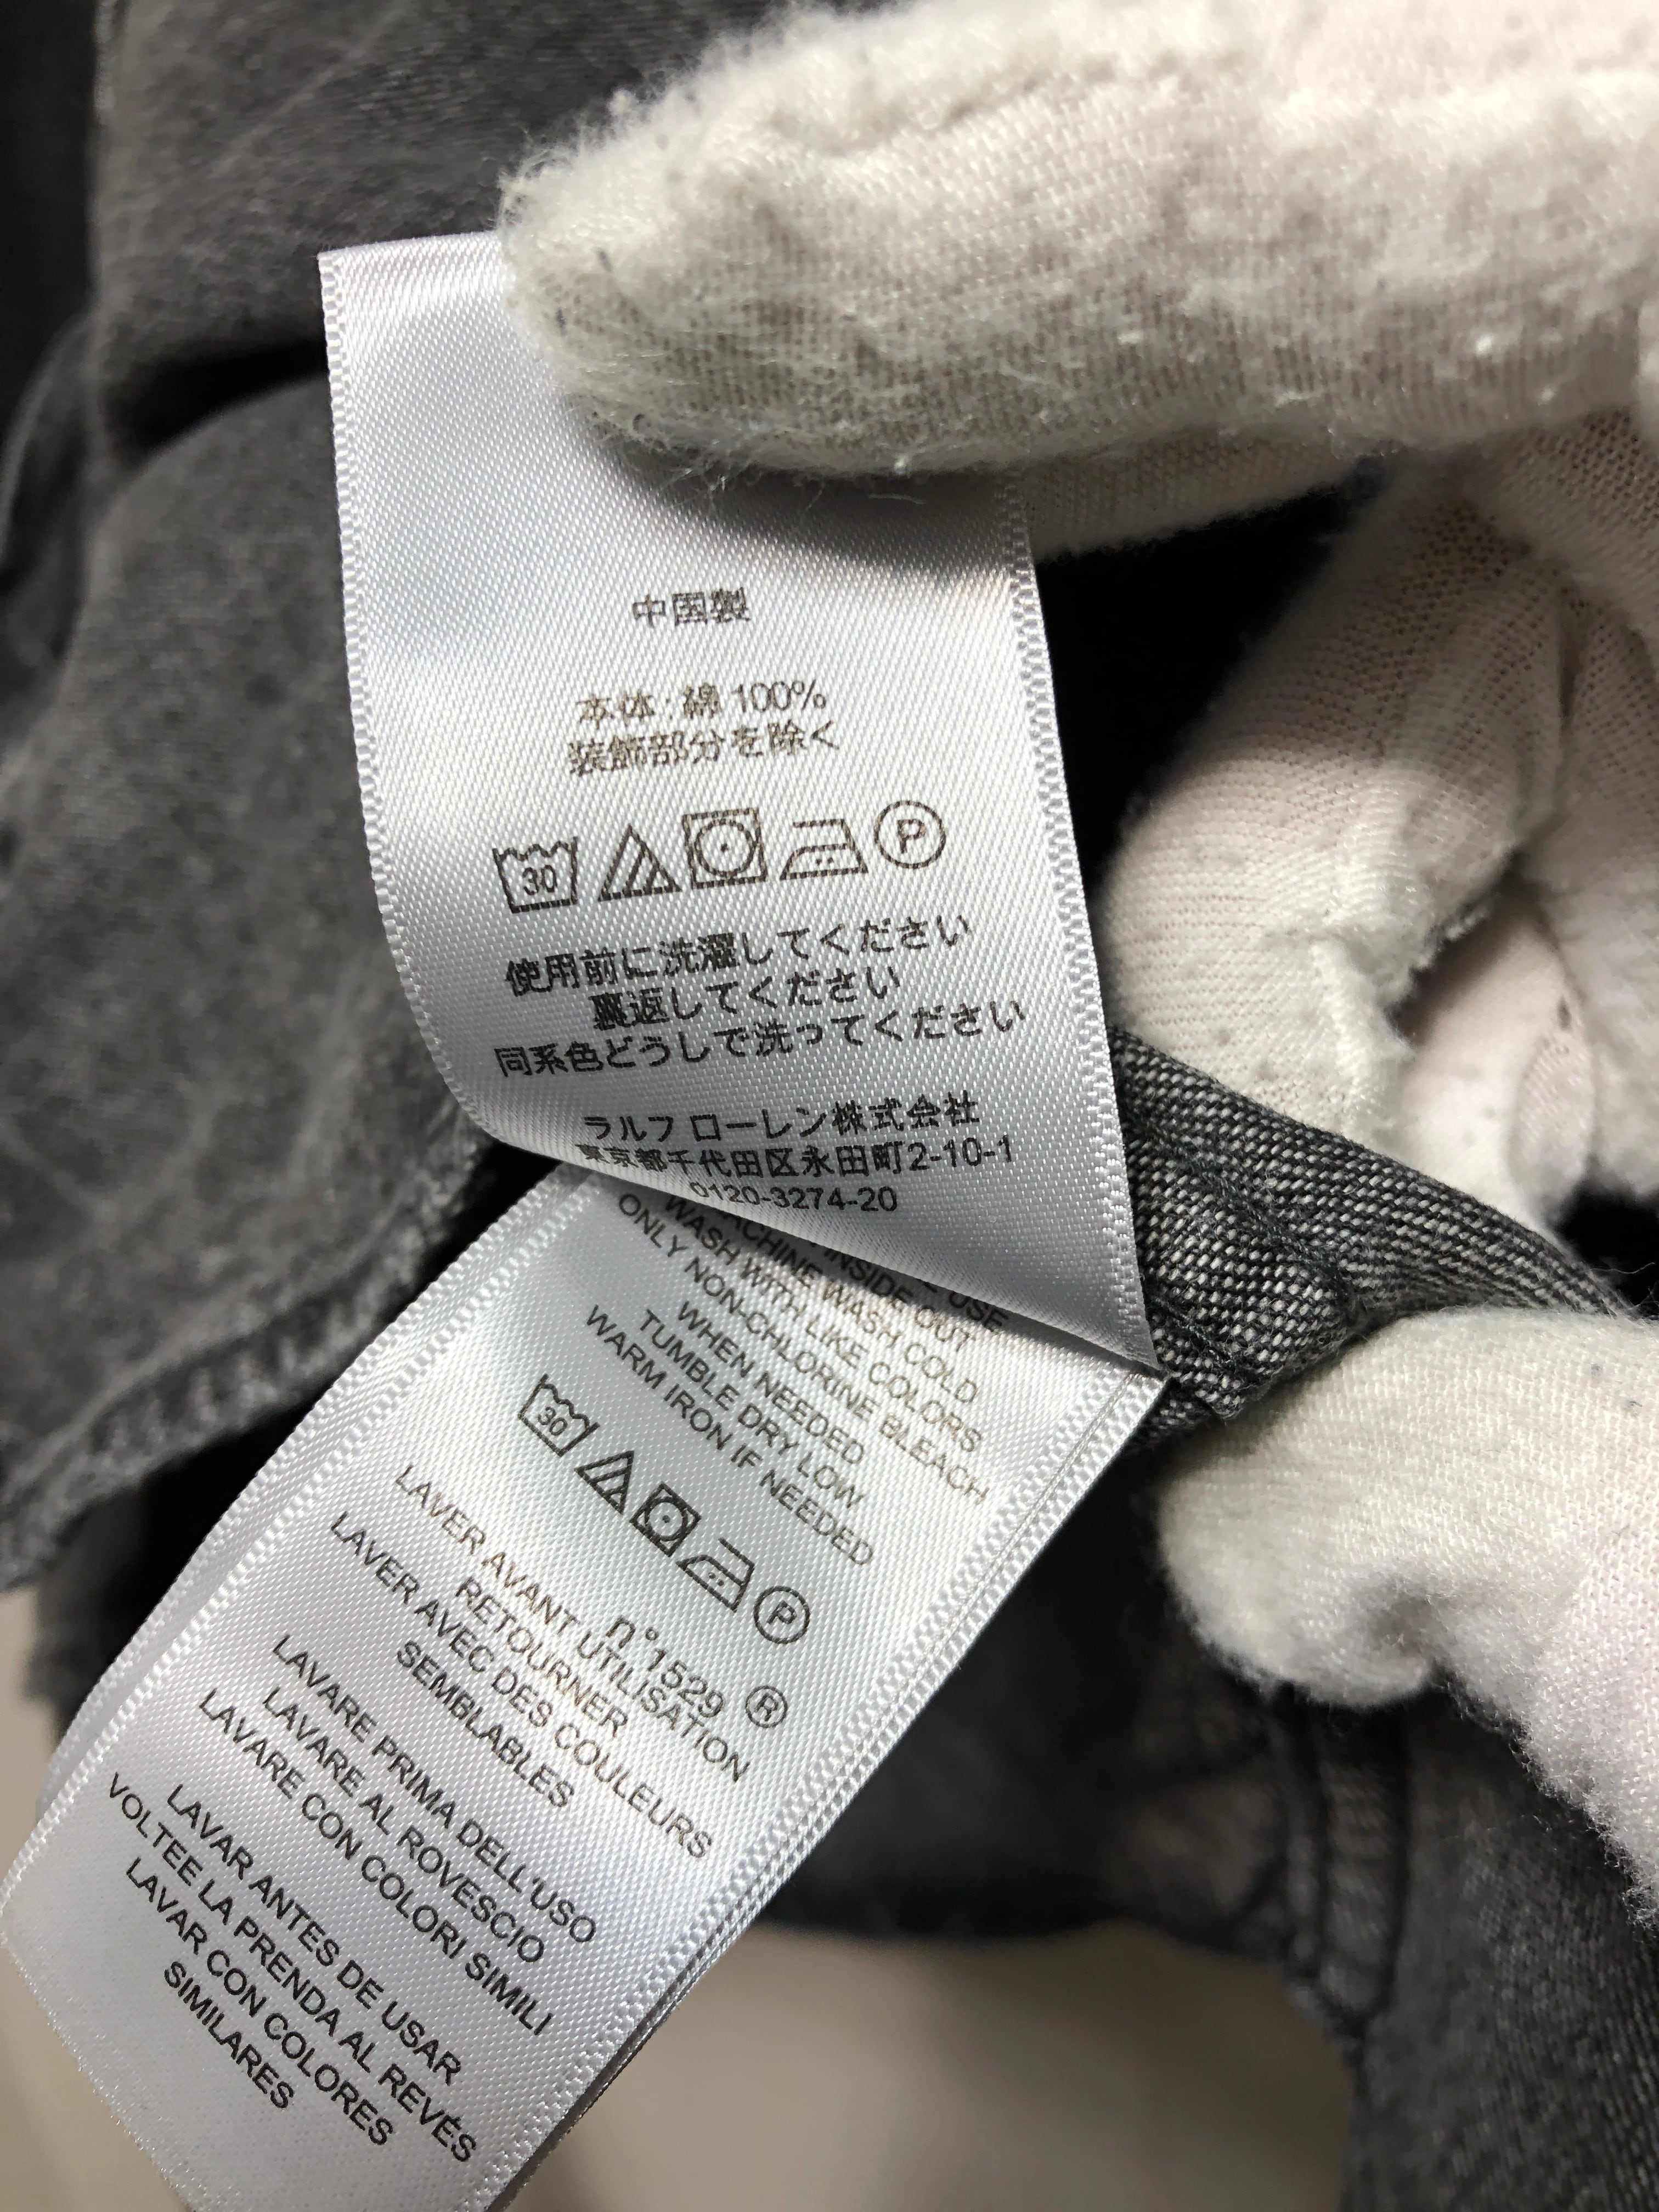 中国製
本体:綿 100%
装飾部分を除く
30 P
使用前に洗濯してください
裏返してください
同系色どうしで洗ってください
ラルフ ローレン株式会社
東京都千代田区永田町2-10-1
0120-3274-20
USE
INSIDE OUT
MACHINE WASH COLD
WASH WITH LIKE COLORS
ONLY NON-CHLORINE BLEACH
WHEN NEEDED
TUMBLE DRY LOW
WARM IRON IF NEEDED
30 P
n°1529 ®
LAVER AVANT UTILISATION
RETOURNER
LAVER AVEC DES COULEURS
SEMBLABLES
LAVARE PRIMA DELL'USO
LAVARE AL ROVESCIO
LAVARE CON COLORI SIMILI
LAVAR ANTES DE USAR
VOLTEE LA PRENDA AL REVÉS
LAVAR CON COLORES
SIMILARES